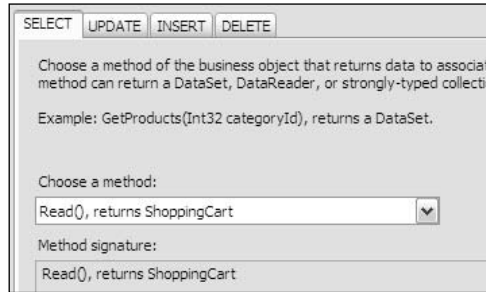 SELECT UPDATE INSERT DELETE
Choose a method of the business object that returns data to
method can return a DataSet, DataReader, or strongly-typed
Example: GetProducts(Int32 categoryId), returns a DataSet.
Choose a method:
Read(), returns ShoppingCart
Method signature:
Read(), returns ShoppingCart